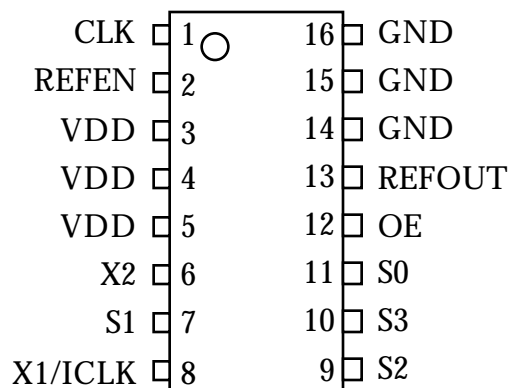 CLK 1 16 GND
REFEN 2 15 GND
VDD 3 14 GND
VDD 4 13 REFOUT
VDD 5 12 OE
X2 6 11 S0
S1 7 10 S3
X1/ICLK 8 9 S2